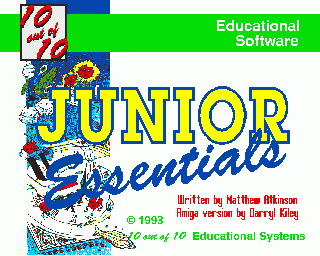 10
out of
10
Educational
Software
JUNIOR
Essentials
Written by Matthew Atkinson
Amiga version by Darryl Kiley
© 1993
10 out of 10 Educational Systems